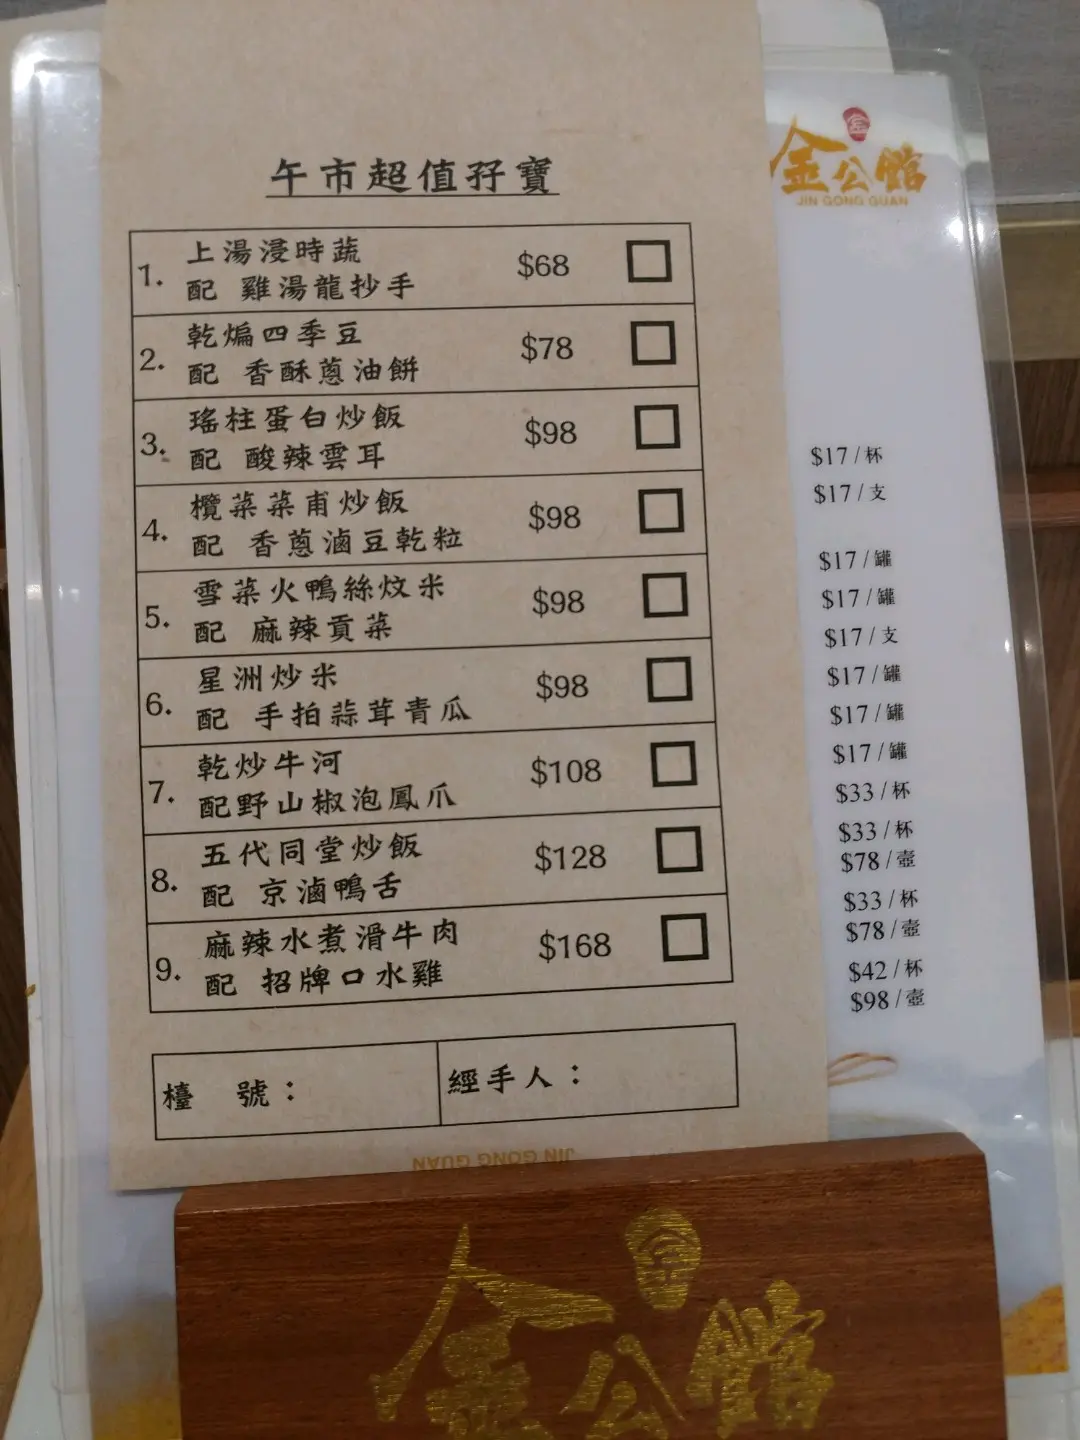 午市超值孖寶
1. 上湯浸時蔬 $68
配 雞湯龍抄手
2. 乾煸四季豆 $78
配 香酥蔥油餅
3. 瑤柱蛋白炒飯 $98
配 酸辣雲耳
4. 欖菜菜甫炒飯 $98
配 香蔥滷豆乾粒
5. 雪菜火鴨絲炆米 $98
配 麻辣貢菜
6. 星洲炒米 $98
配 手拍蒜茸青瓜
7. 乾炒牛河 $108
配野山椒泡鳳爪
8. 五代同堂炒飯 $128
配 京滷鴨舌
9. 麻辣水煮滑牛肉 $168
配 招牌口水雞
檯 號：
經手人：
JIN GONG GUAN
金公館
JIN GONG GUAN
$17/杯
$17/支
$17/罐
$17/罐
$17/支
$17/罐
$17/罐
$17/罐
$33/杯
$33/杯
$78/壺
$33/杯
$78/壺
$42/杯
$98/壺
金公館